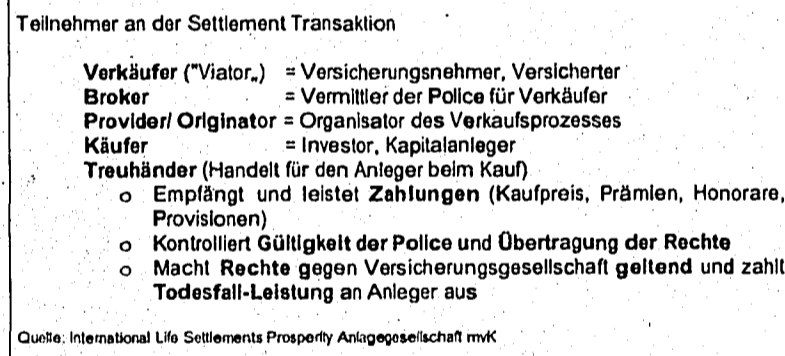 Teilnehmer an der Settlement Transaktion
Verkäufer ("Viator„) = Versicherungsnehmer, Versicherter
Broker = Vermittler der Police für Verkäufer
Provider/ Originator = Organisator des Verkaufsprozesses
Käufer = Investor, Kapitalanleger
Treuhänder (Handelt für den Anleger beim Kauf)
o Empfängt und leistet Zahlungen (Kaufpreis, Prämien, Honorare,
Provisionen)
o Kontrolliert Gültigkeit der Police und Übertragung der Rechte
o Macht Rechte gegen Versicherungsgesellschaft geltend und zahlt
Todesfall-Leistung an Anleger aus
Quelle: International Life Settlements Prosperity Anlagegesellschaft mvK